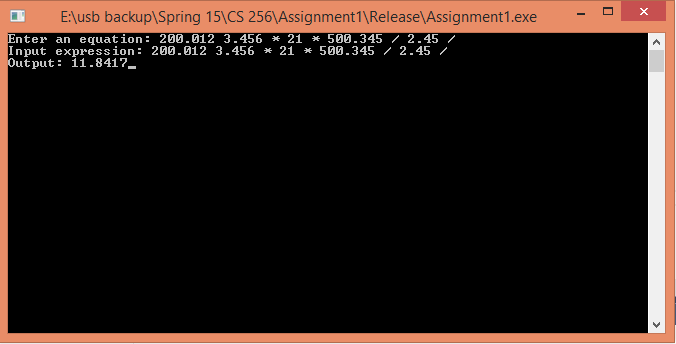 E:\usb backup\Spring 15\CS 256\Assignment1\Release\Assignment1.exe
Enter an equation: 200.012 3.456 * 21 * 500.345 / 2.45 /
Input expression: 200.012 3.456 * 21 * 500.345 / 2.45 /
Output: 11.8417_